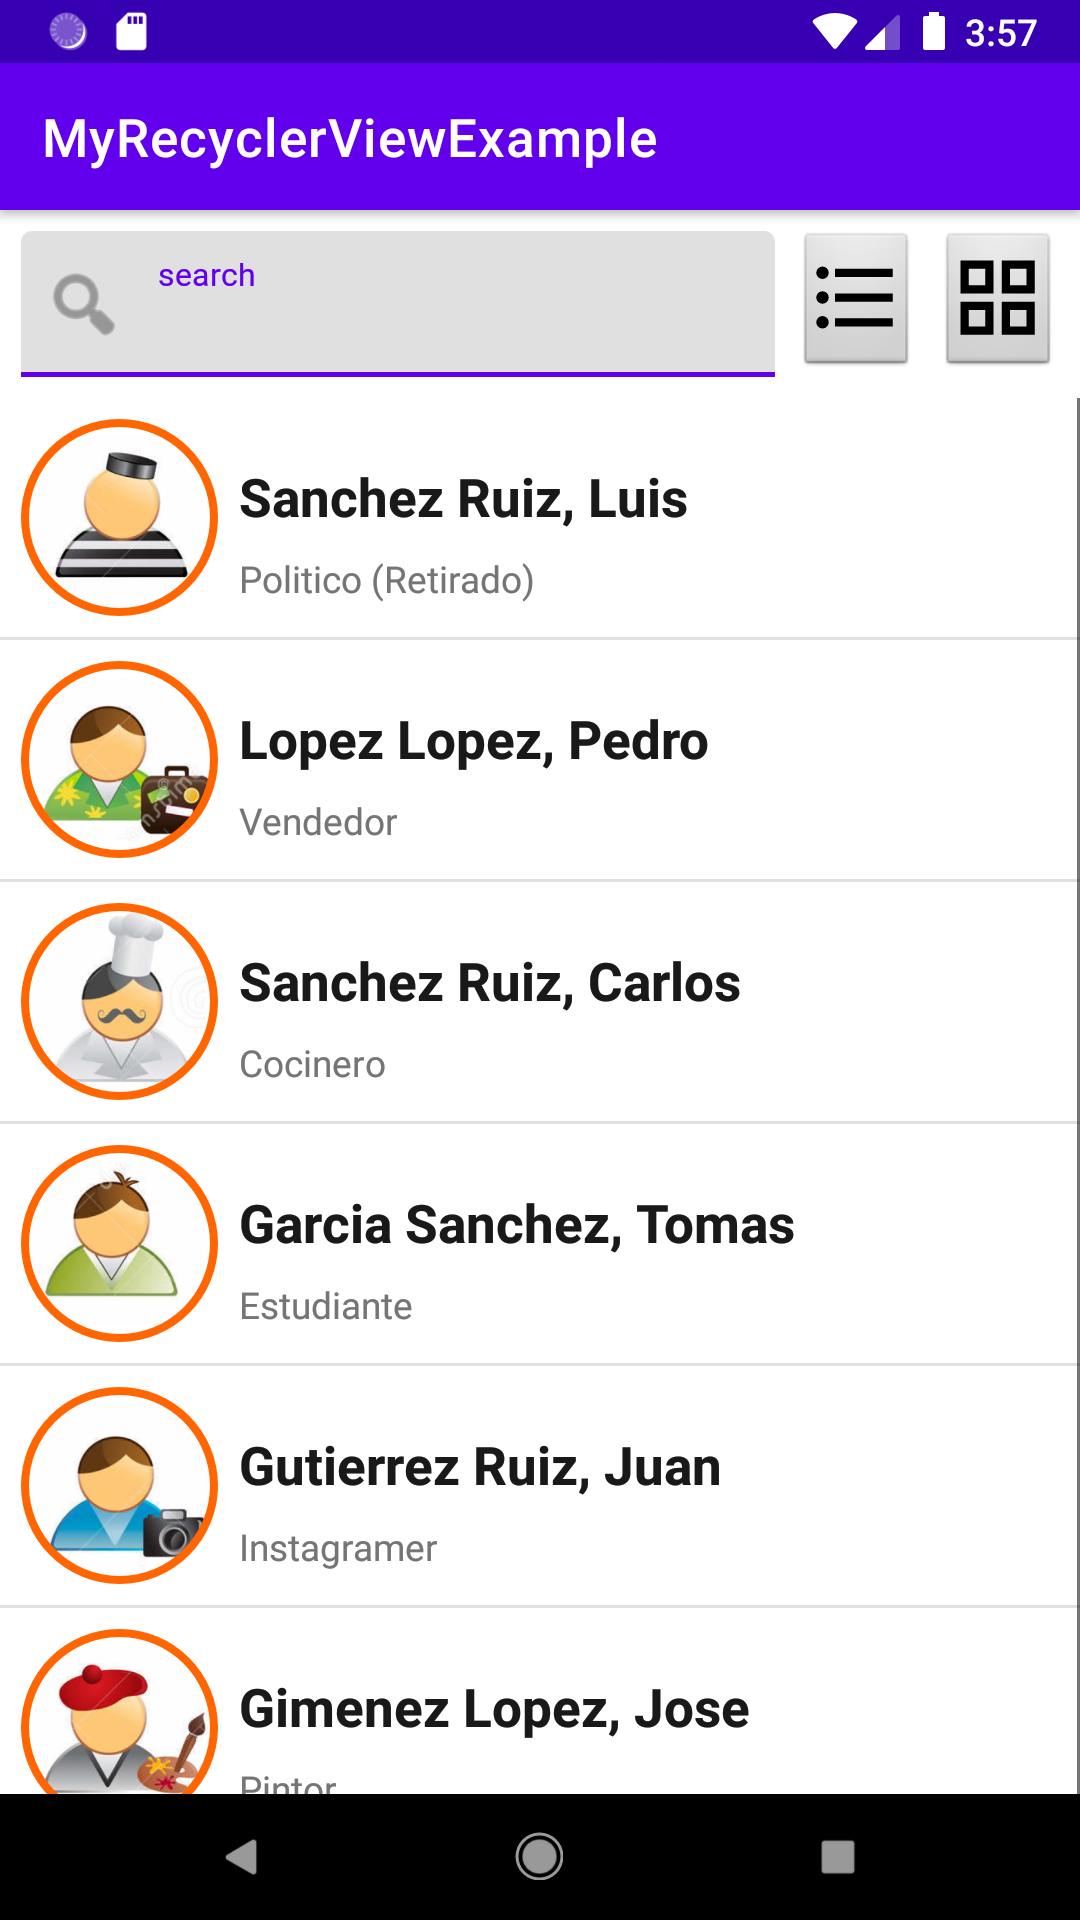 3:57
MyRecyclerViewExample
search
Sanchez Ruiz, Luis
Politico (Retirado)
Lopez Lopez, Pedro
Vendedor
Sanchez Ruiz, Carlos
Cocinero
Garcia Sanchez, Tomas
Estudiante
Gutierrez Ruiz, Juan
Instagramer
Gimenez Lopez, Jose
Pintor